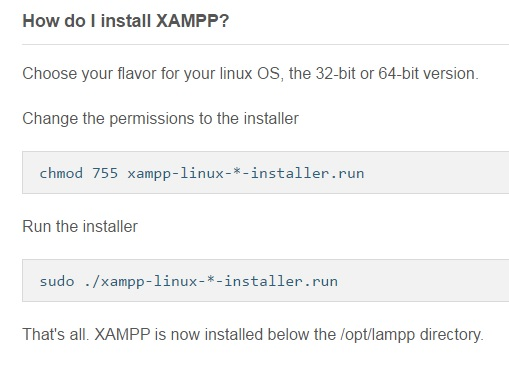 How do I install XAMPP?
Choose your flavor for your linux OS, the 32-bit or 64-bit version.
Change the permissions to the installer
chmod 755 xampp-linux-*-installer.run
Run the installer
sudo ./xampp-linux-*-installer.run
That's all. XAMPP is now installed below the /opt/lampp directory.